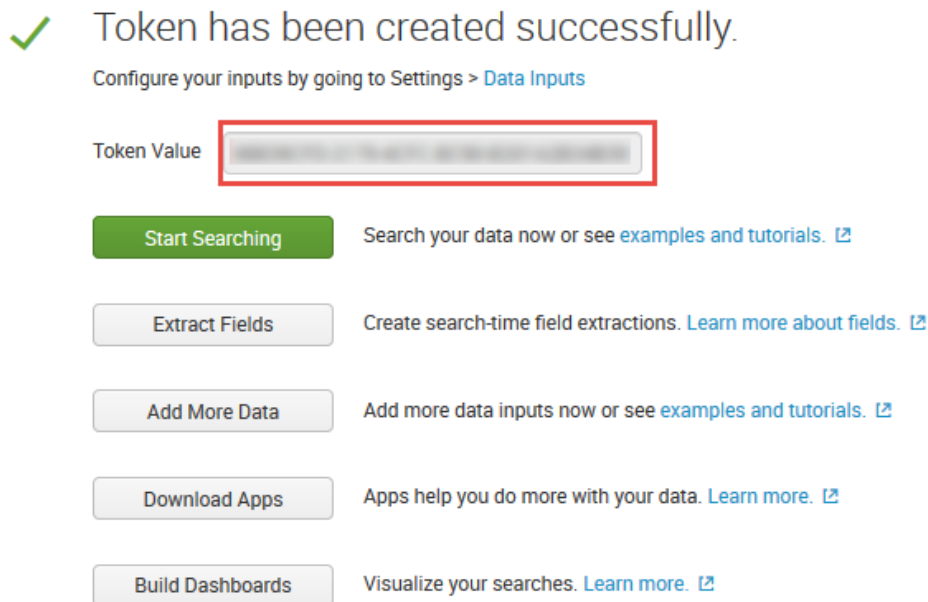 Token has been created successfully.
Configure your inputs by going to Settings > Data Inputs
Token Value
Start Searching Search your data now or see examples and tutorials.
Extract Fields Create search-time field extractions. Learn more about fields.
Add More Data Add more data inputs now or see examples and tutorials.
Download Apps Apps help you do more with your data. Learn more.
Build Dashboards Visualize your searches. Learn more.